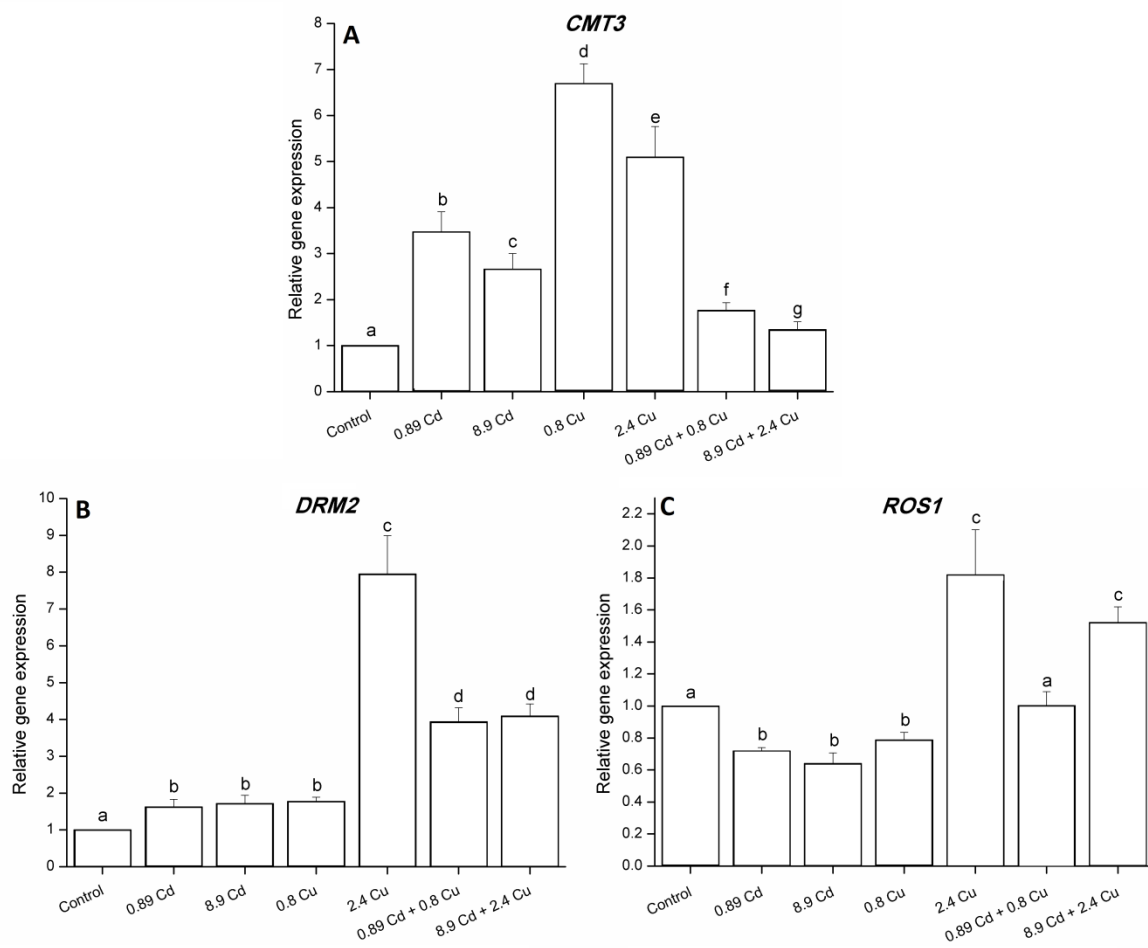 A
CMT3
Relative gene expression
8
7
6
5
4
3
2
1
0
a
b
c
d
e
f
g
Control
0.89 Cd
8.9 Cd
0.8 Cu
2.4 Cu
0.89 Cd + 0.8 Cu
8.9 Cd + 2.4 Cu
B
DRM2
Relative gene expression
10
9
8
7
6
5
4
3
2
1
0
a
b
b
b
c
d
d
Control
0.89 Cd
8.9 Cd
0.8 Cu
2.4 Cu
0.89 Cd + 0.8 Cu
8.9 Cd + 2.4 Cu
C
ROS1
Relative gene expression
2.2
2.0
1.8
1.6
1.4
1.2
1.0
0.8
0.6
0.4
0.2
0.0
a
b
b
b
c
a
c
Control
0.89 Cd
8.9 Cd
0.8 Cu
2.4 Cu
0.89 Cd + 0.8 Cu
8.9 Cd + 2.4 Cu